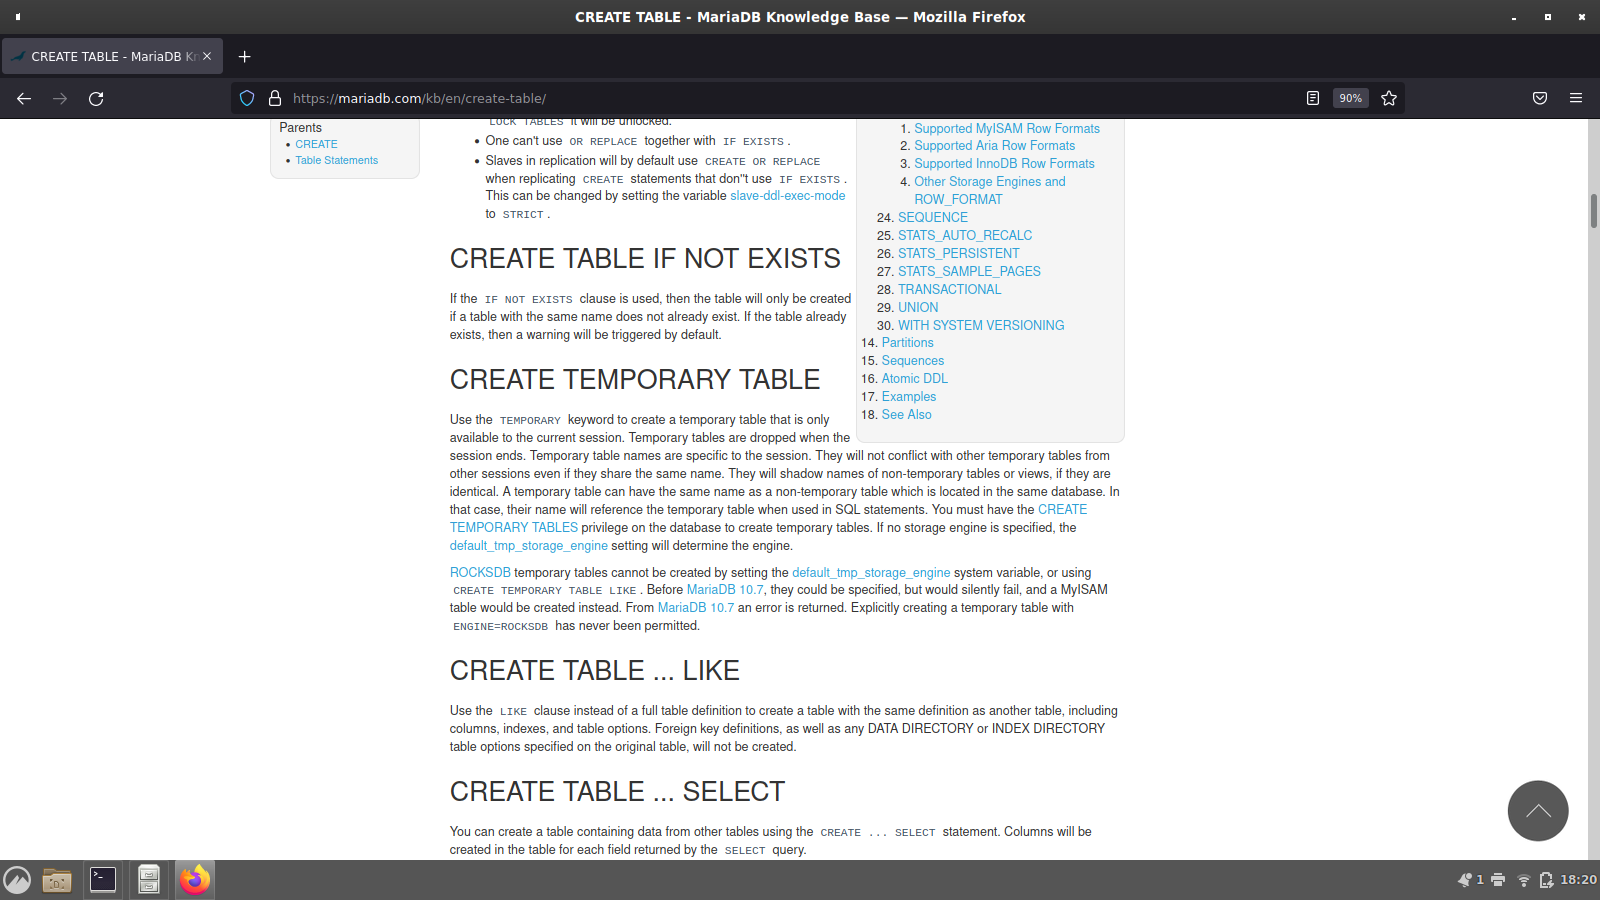 CREATE TABLE - MariaDB Knowledge Base — Mozilla Firefox
CREATE TABLE - MariaDB Kn
https://mariadb.com/kb/en/create-table/
90%
Parents
CREATE
Table Statements
LOCK TABLES it will be unlocked.
One can't use OR REPLACE together with IF EXISTS.
Slaves in replication will by default use CREATE OR REPLACE
when replicating CREATE statements that don''t use IF EXISTS.
This can be changed by setting the variable slave-ddl-exec-mode
to STRICT.
1. Supported MyISAM Row Formats
2. Supported Aria Row Formats
3. Supported InnoDB Row Formats
4. Other Storage Engines and
ROW_FORMAT
24. SEQUENCE
25. STATS_AUTO_RECALC
26. STATS_PERSISTENT
27. STATS_SAMPLE_PAGES
28. TRANSACTIONAL
29. UNION
30. WITH SYSTEM VERSIONING
14. Partitions
15. Sequences
16. Atomic DDL
17. Examples
18. See Also
CREATE TABLE IF NOT EXISTS
If the IF NOT EXISTS clause is used, then the table will only be created
if a table with the same name does not already exist. If the table already
exists, then a warning will be triggered by default.
CREATE TEMPORARY TABLE
Use the TEMPORARY keyword to create a temporary table that is only
available to the current session. Temporary tables are dropped when the
session ends. Temporary table names are specific to the session. They will not conflict with other temporary tables from
other sessions even if they share the same name. They will shadow names of non-temporary tables or views, if they are
identical. A temporary table can have the same name as a non-temporary table which is located in the same database. In
that case, their name will reference the temporary table when used in SQL statements. You must have the CREATE
TEMPORARY TABLES privilege on the database to create temporary tables. If no storage engine is specified, the
default_tmp_storage_engine setting will determine the engine.
ROCKSDB temporary tables cannot be created by setting the default_tmp_storage_engine system variable, or using
CREATE TEMPORARY TABLE LIKE. Before MariaDB 10.7, they could be specified, but would silently fail, and a MyISAM
table would be created instead. From MariaDB 10.7 an error is returned. Explicitly creating a temporary table with
ENGINE=ROCKSDB has never been permitted.
CREATE TABLE ... LIKE
Use the LIKE clause instead of a full table definition to create a table with the same definition as another table, including
columns, indexes, and table options. Foreign key definitions, as well as any DATA DIRECTORY or INDEX DIRECTORY
table options specified on the original table, will not be created.
CREATE TABLE ... SELECT
You can create a table containing data from other tables using the CREATE ... SELECT statement. Columns will be
created in the table for each field returned by the SELECT query.
1
18:20